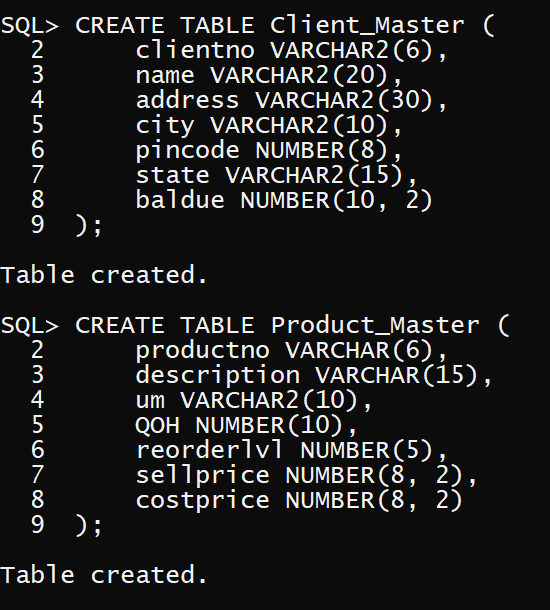 SQL> CREATE TABLE Client_Master (
  2      clientno VARCHAR2(6),
  3      name VARCHAR2(20),
  4      address VARCHAR2(30),
  5      city VARCHAR2(10),
  6      pincode NUMBER(8),
  7      state VARCHAR2(15),
  8      baldue NUMBER(10, 2)
  9  );
Table created.
SQL> CREATE TABLE Product_Master (
  2      productno VARCHAR(6),
  3      description VARCHAR(15),
  4      um VARCHAR2(10),
  5      QOH NUMBER(10),
  6      reorderlvl NUMBER(5),
  7      sellprice NUMBER(8, 2),
  8      costprice NUMBER(8, 2)
  9  );
Table created.